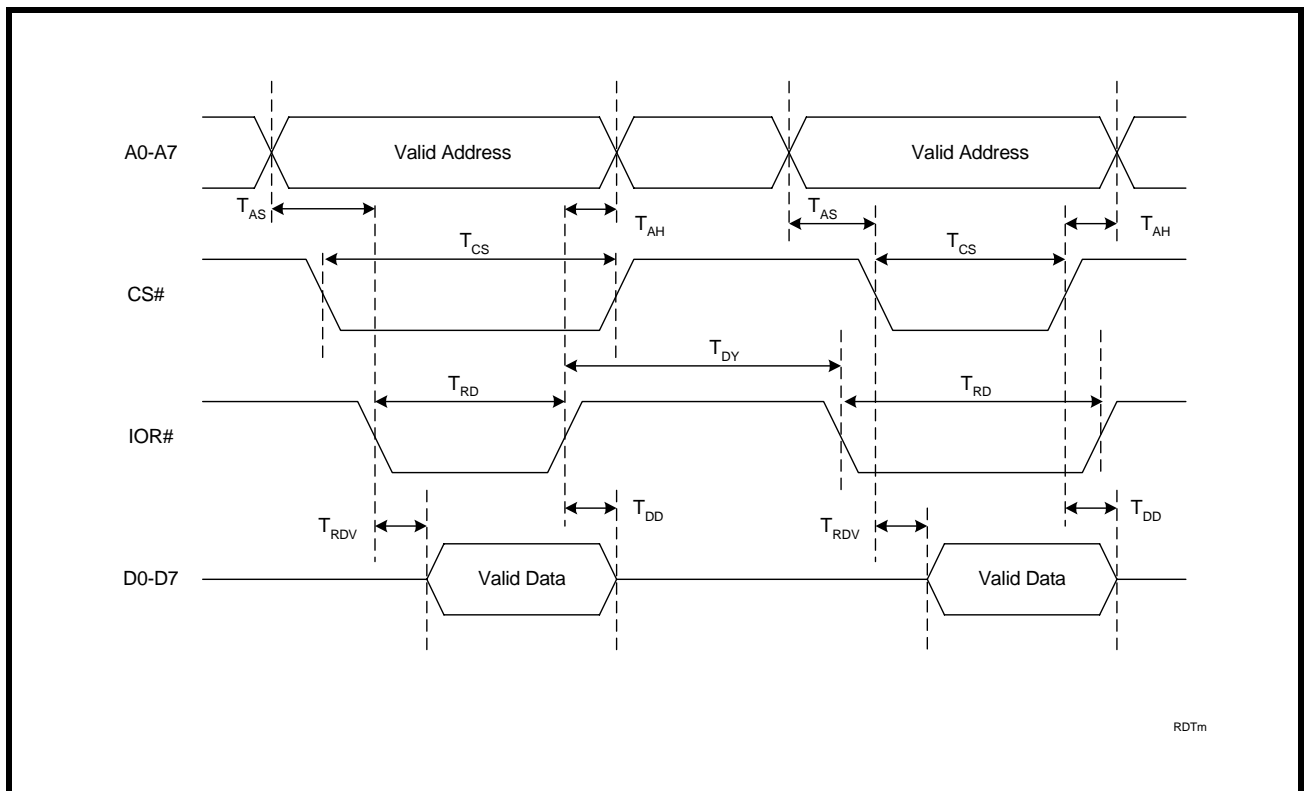 A0-A7
Valid Address
Valid Address
TAS
TAH
TAS
TAH
TCS
TCS
CS#
TDY
TRD
TRD
IOR#
TRDV
TDD
TRDV
TDD
D0-D7
Valid Data
Valid Data
RDTm